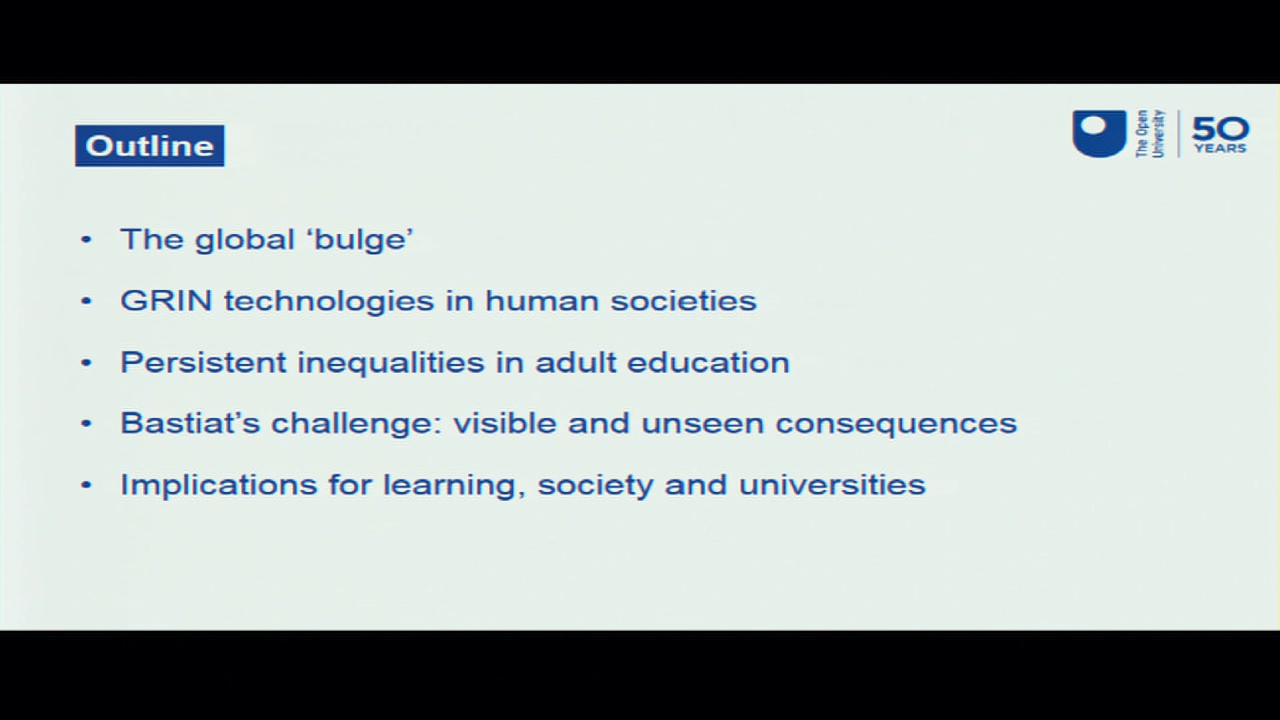 Outline
The Open
University
50
YEARS
• The global ‘bulge’
• GRIN technologies in human societies
• Persistent inequalities in adult education
• Bastiat’s challenge: visible and unseen consequences
• Implications for learning, society and universities